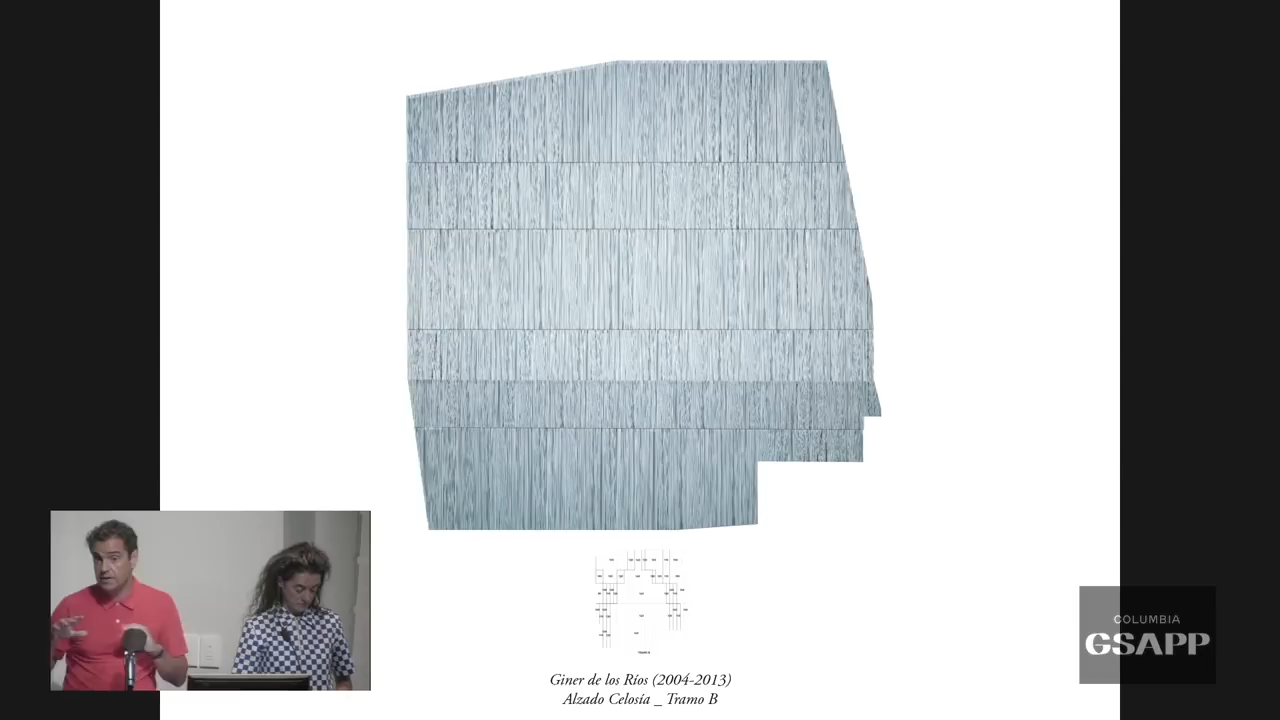 COLUMBIA
GSAPP
Giner de los Ríos (2004-2013)
Alzado Celosía _ Tramo B